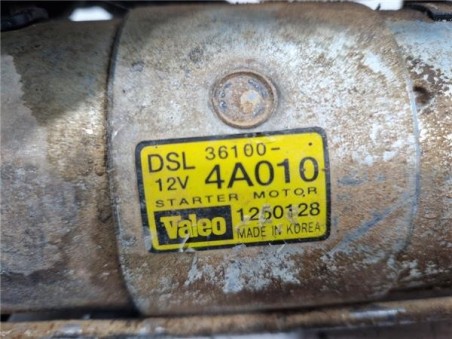 DSL 36100-
12V 4A010
STARTER MOTOR
Valeo 1250128
MADE IN KOREA